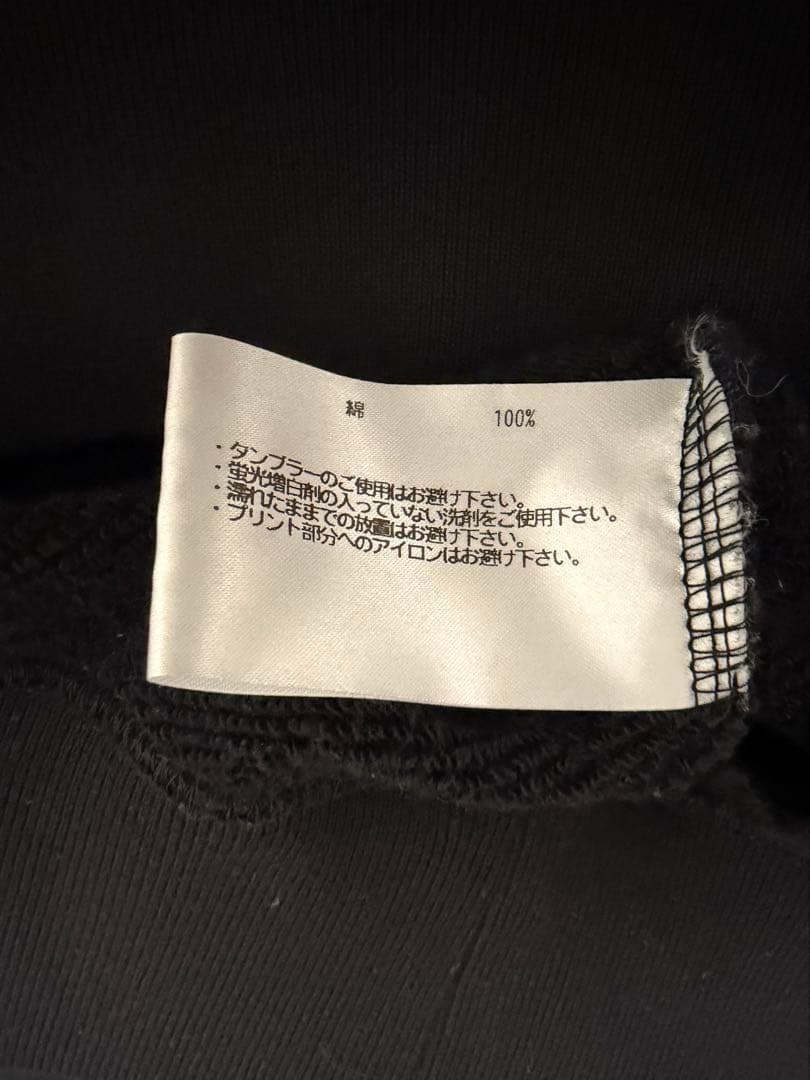 綿 100%
・タンブラーのご使用はお避け下さい。
・蛍光増白剤の入っていない洗剤をご使用下さい。
・濡れたままでの放置はお避け下さい。
・プリント部分へのアイロンはお避け下さい。